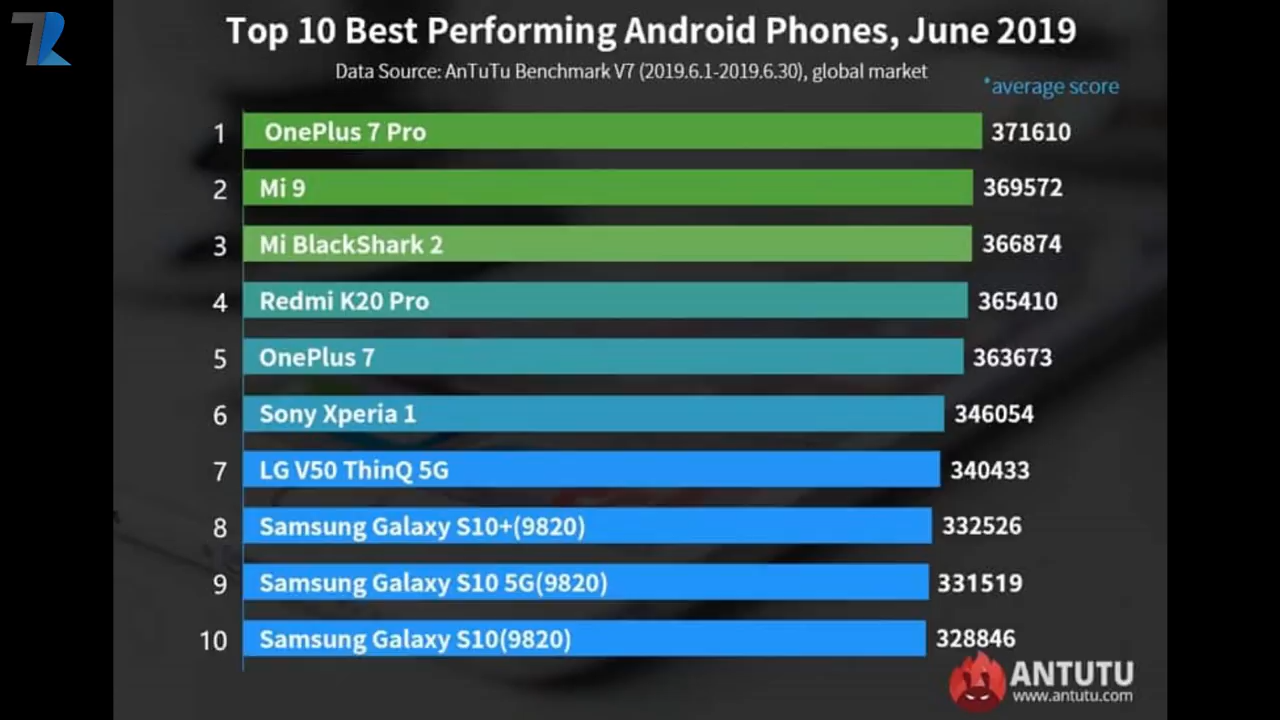 Top 10 Best Performing Android Phones, June 2019
Data Source: AnTuTu Benchmark V7 (2019.6.1-2019.6.30), global market
*average score
1 OnePlus 7 Pro 371610
2 Mi 9 369572
3 Mi BlackShark 2 366874
4 Redmi K20 Pro 365410
5 OnePlus 7 363673
6 Sony Xperia 1 346054
7 LG V50 ThinQ 5G 340433
8 Samsung Galaxy S10+(9820) 332526
9 Samsung Galaxy S10 5G(9820) 331519
10 Samsung Galaxy S10(9820) 328846
ANTUTU
www.antutu.com